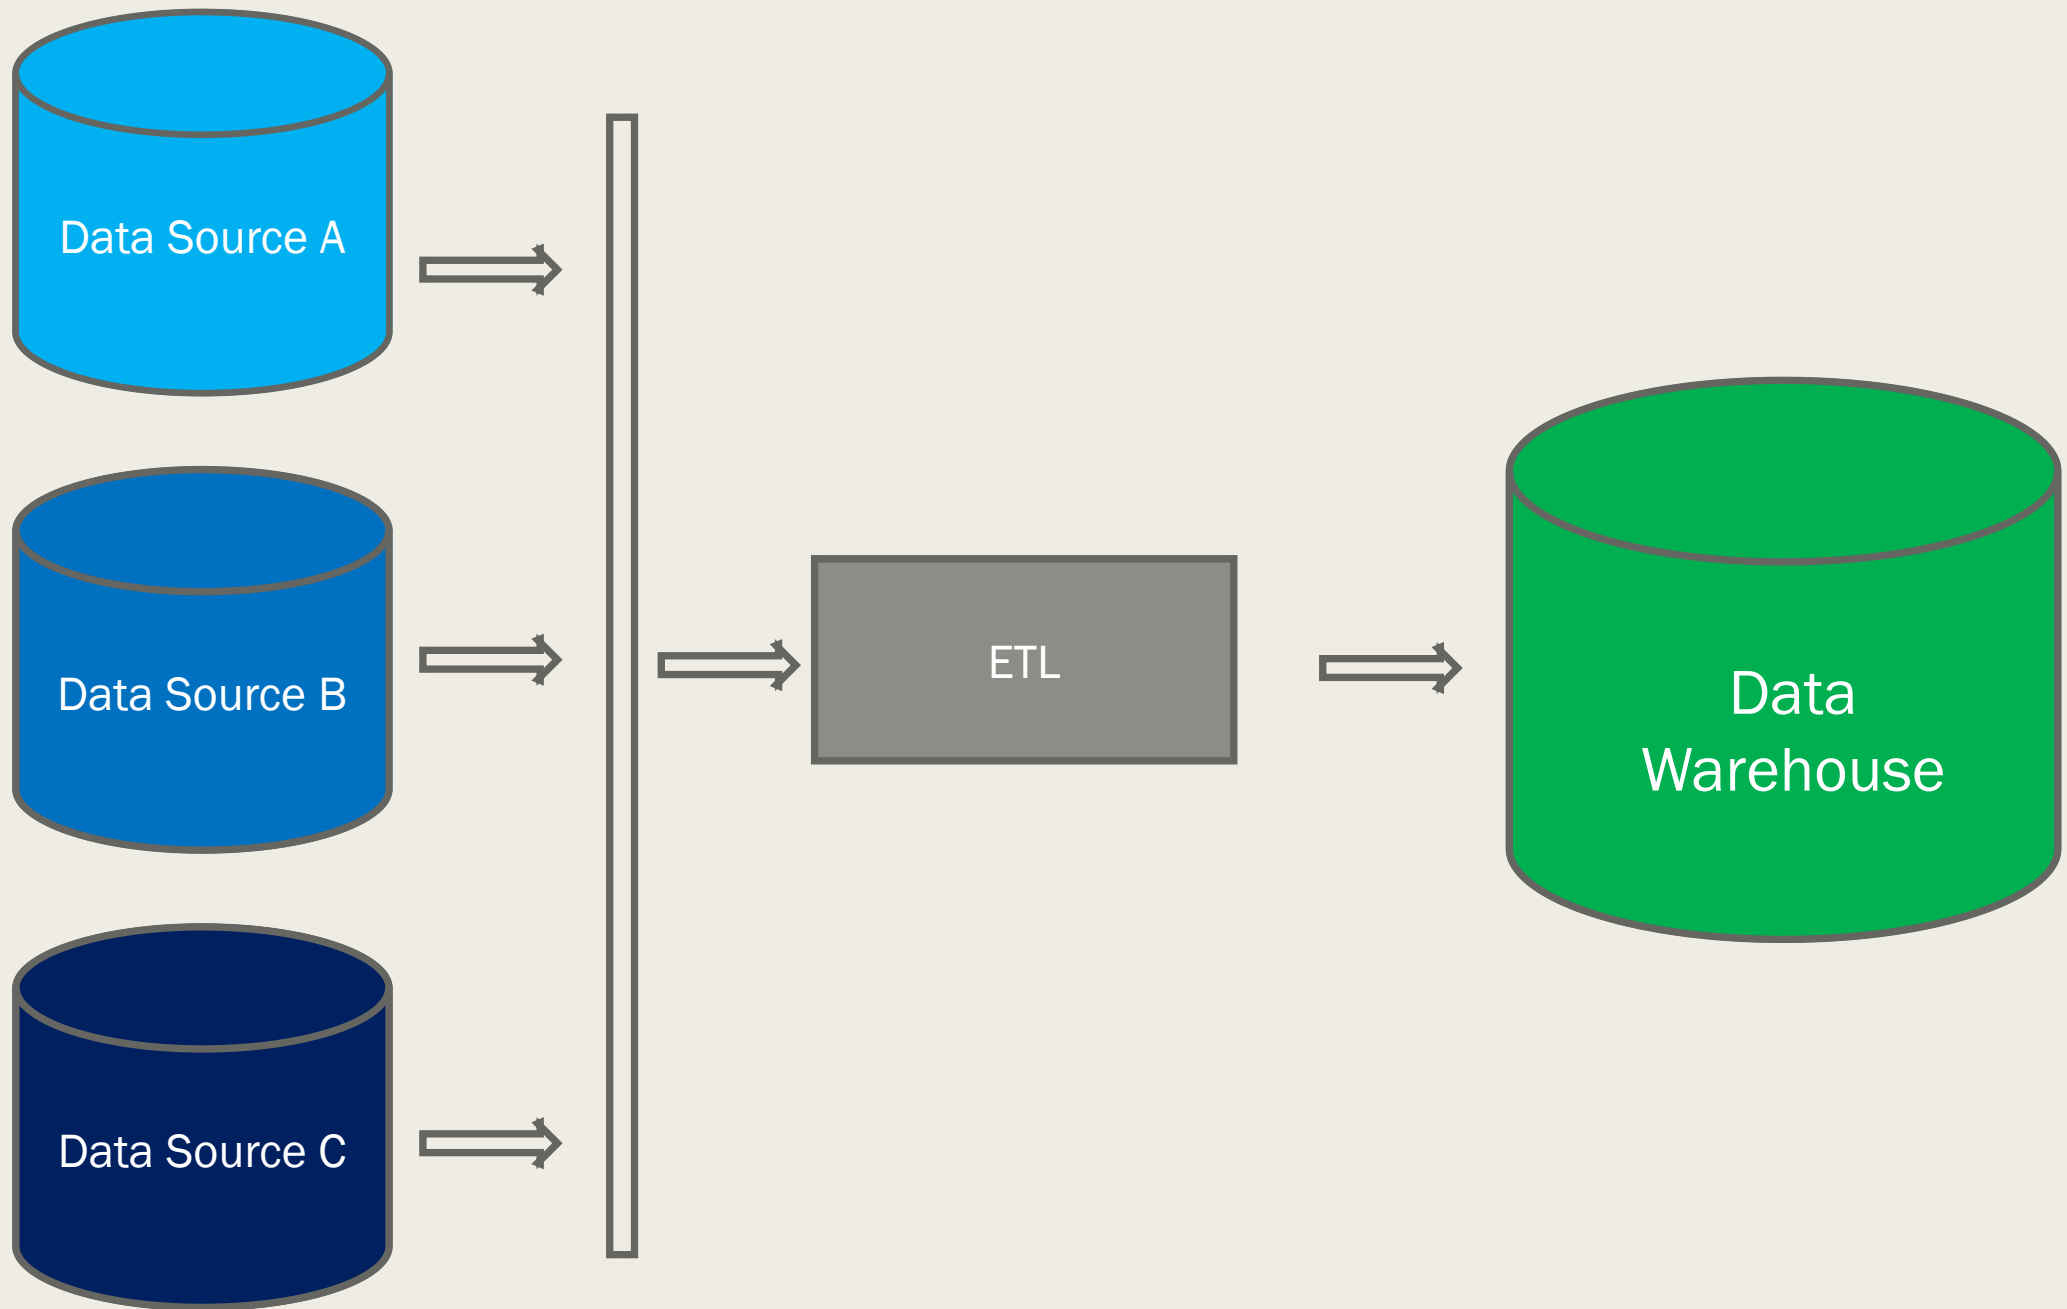 Data Source A
Data Source B
Data Source C
ETL
Data
Warehouse